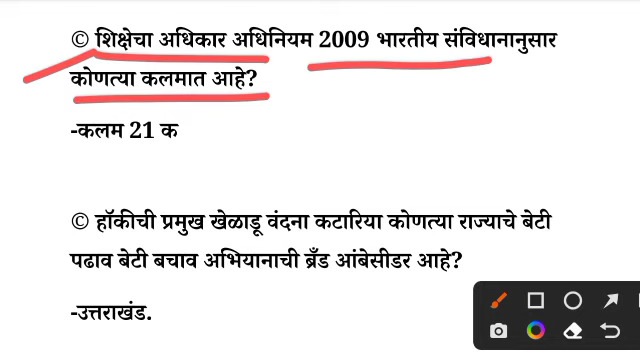 © शिक्षेचा अधिकार अधिनियम 2009 भारतीय संविधानानुसार
कोणत्या कलमात आहे?
-कलम 21 क
© हॉकीची प्रमुख खेळाडू वंदना कटारिया कोणत्या राज्याचे बेटी
पढाव बेटी बचाव अभियानाची ब्रँड आंबेसीडर आहे?
-उत्तराखंड.